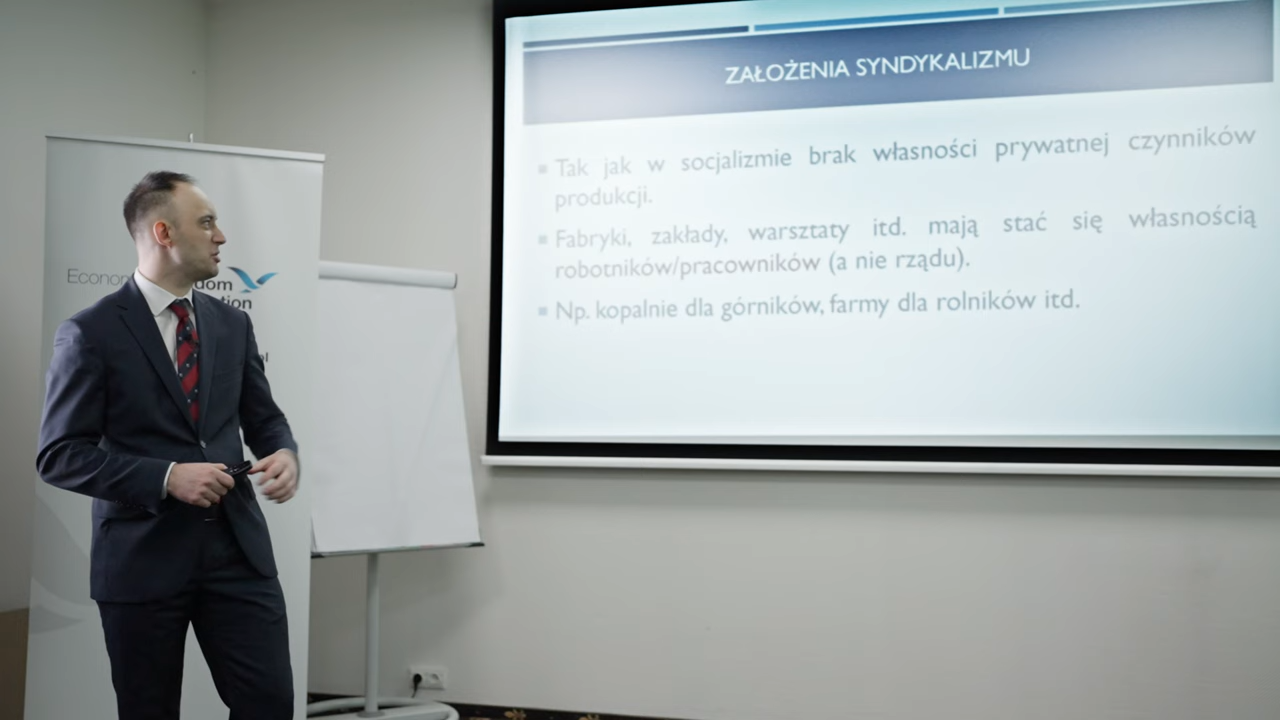 ZAŁOŻENIA SYNDYKALIZMU
Tak jak w socjalizmie brak własności prywatnej czynników
produkcji.
Fabryki, zakłady, warsztaty itd. mają stać się własnością
robotników/pracowników (a nie rządu).
Np. kopalnie dla górników, farmy dla rolników itd.
Econom
dom
tion